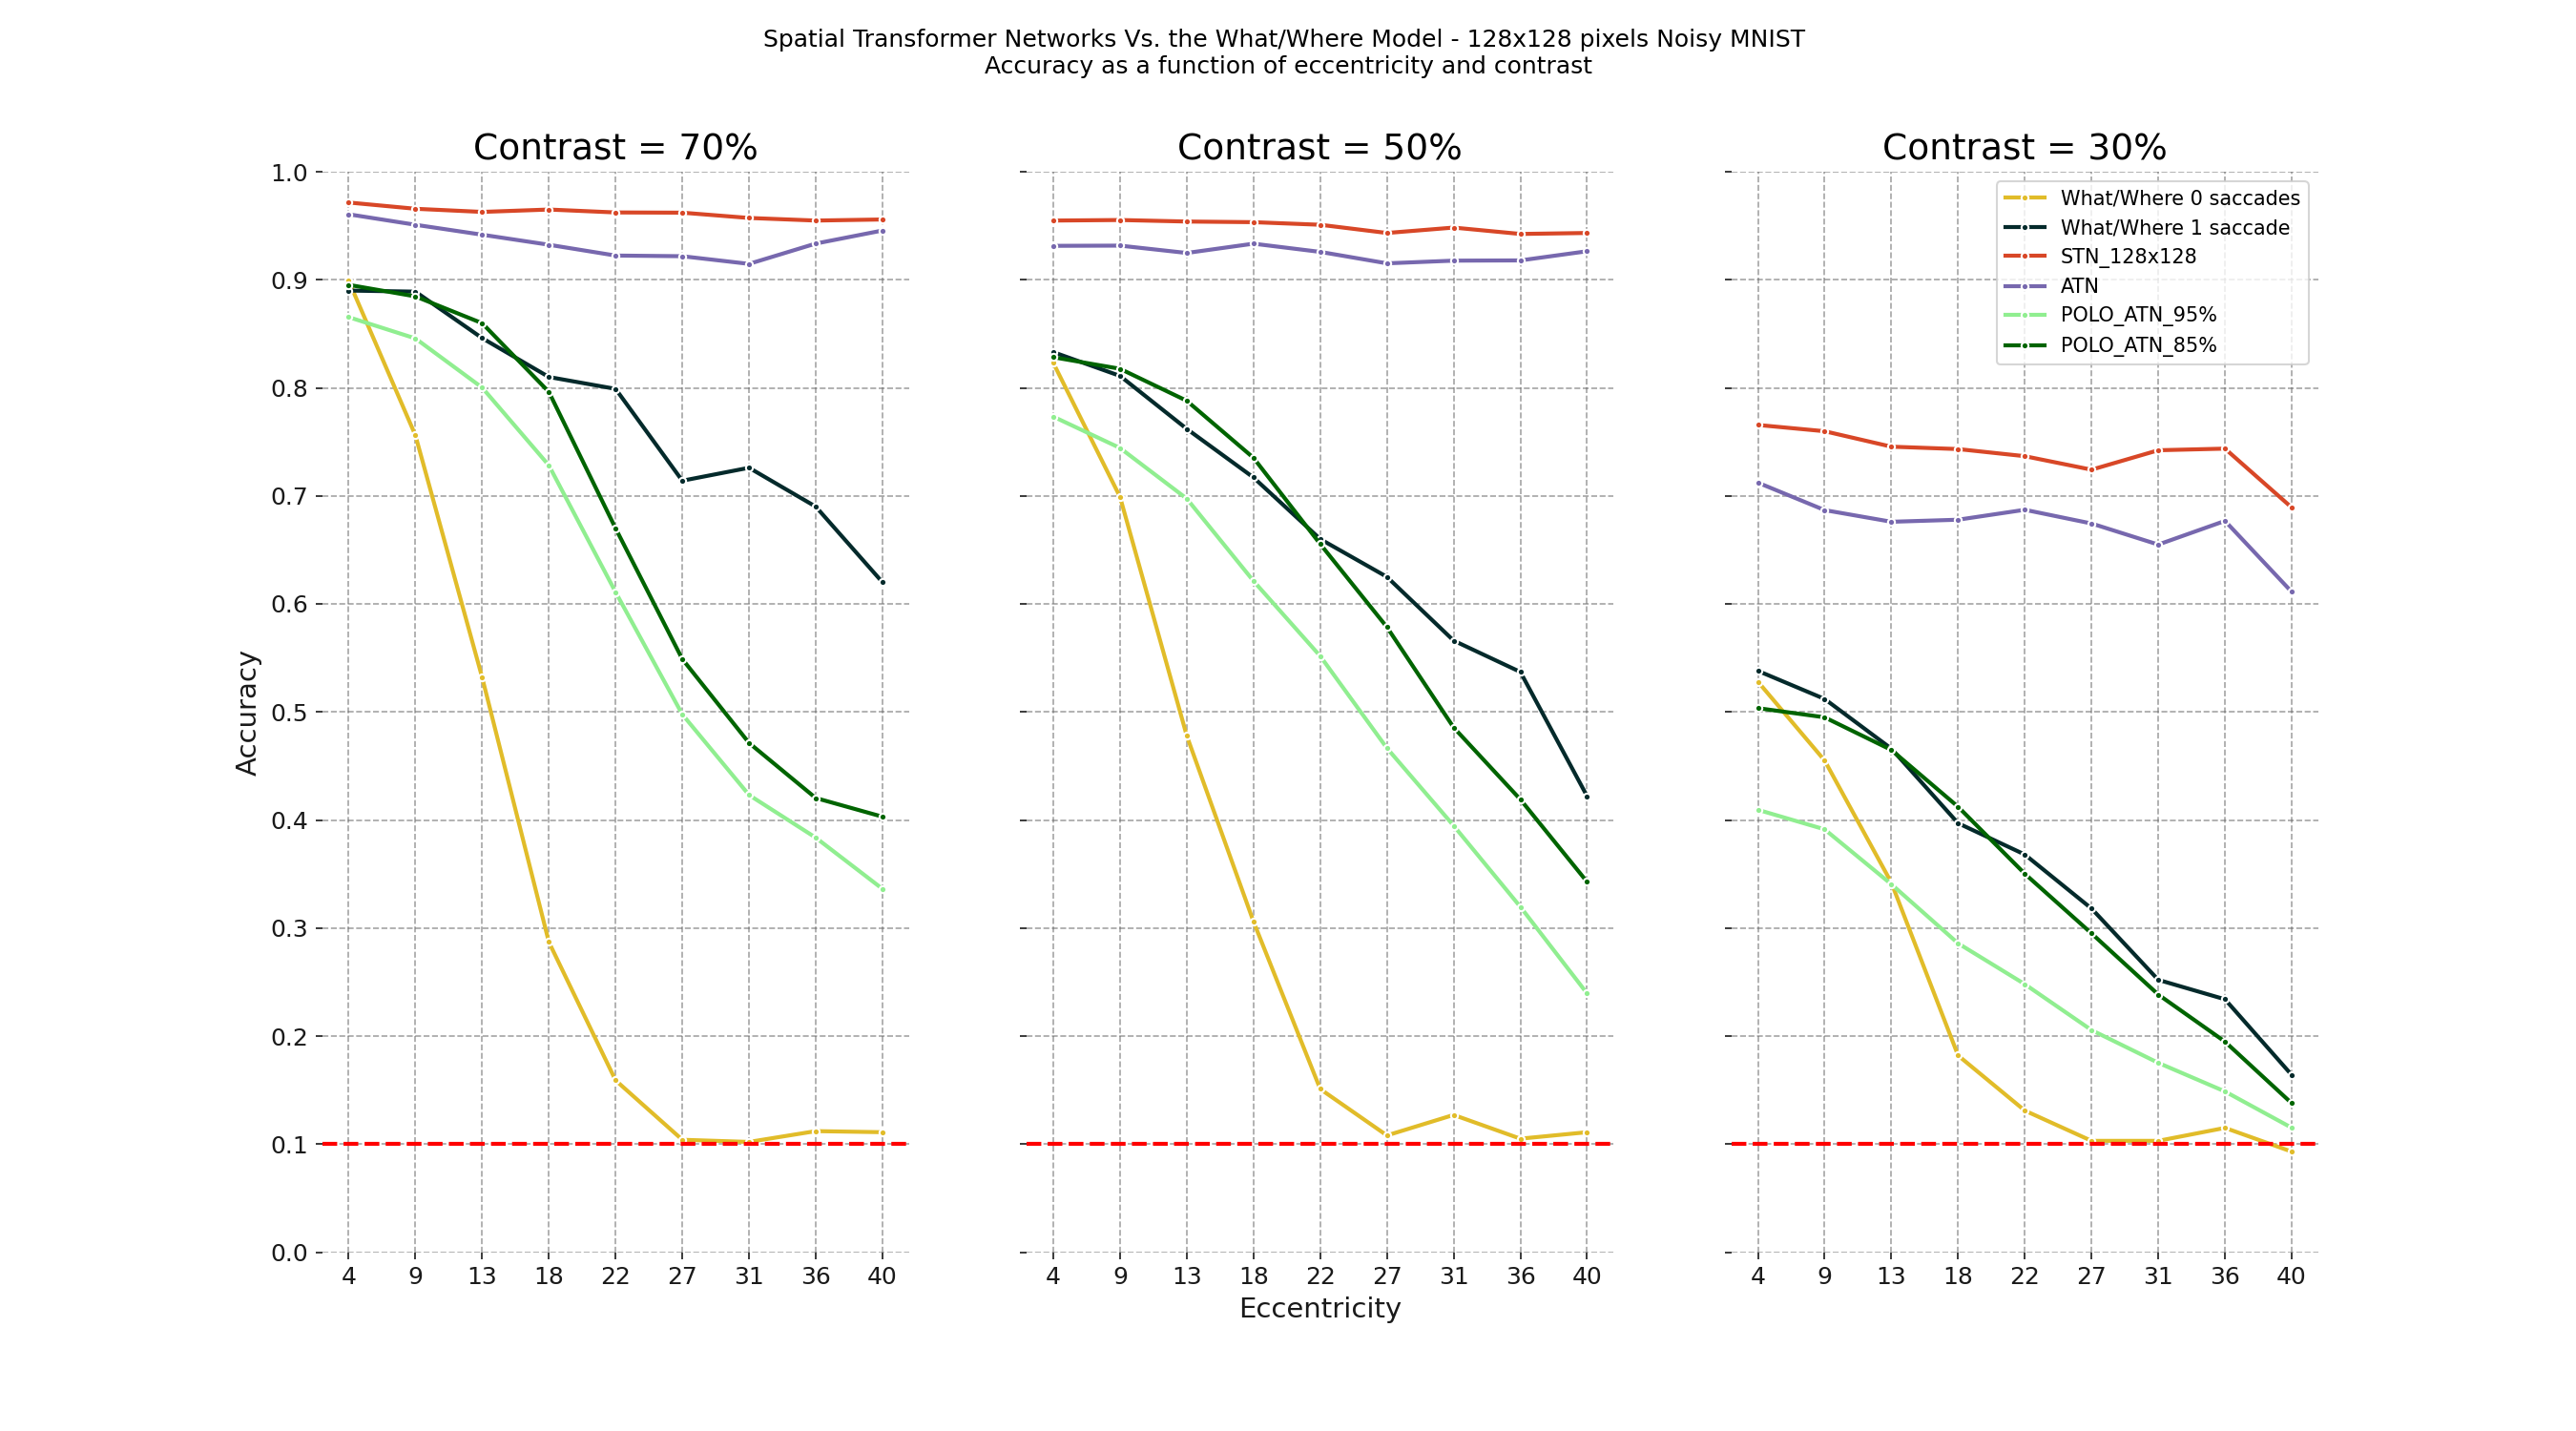 Spatial Transformer Networks Vs. the What/Where Model - 128x128 pixels Noisy MNIST
Accuracy as a function of eccentricity and contrast
Contrast = 70%
Contrast = 50%
Contrast = 30%
1.0
0.9
0.8
0.7
0.6
0.5
0.4
0.3
0.2
0.1
0.0
Accuracy
What/Where 0 saccades
What/Where 1 saccade
STN_128x128
ATN
POLO_ATN_95%
POLO_ATN_85%
4 9 13 18 22 27 31 36 40
4 9 13 18 22 27 31 36 40
4 9 13 18 22 27 31 36 40
Eccentricity